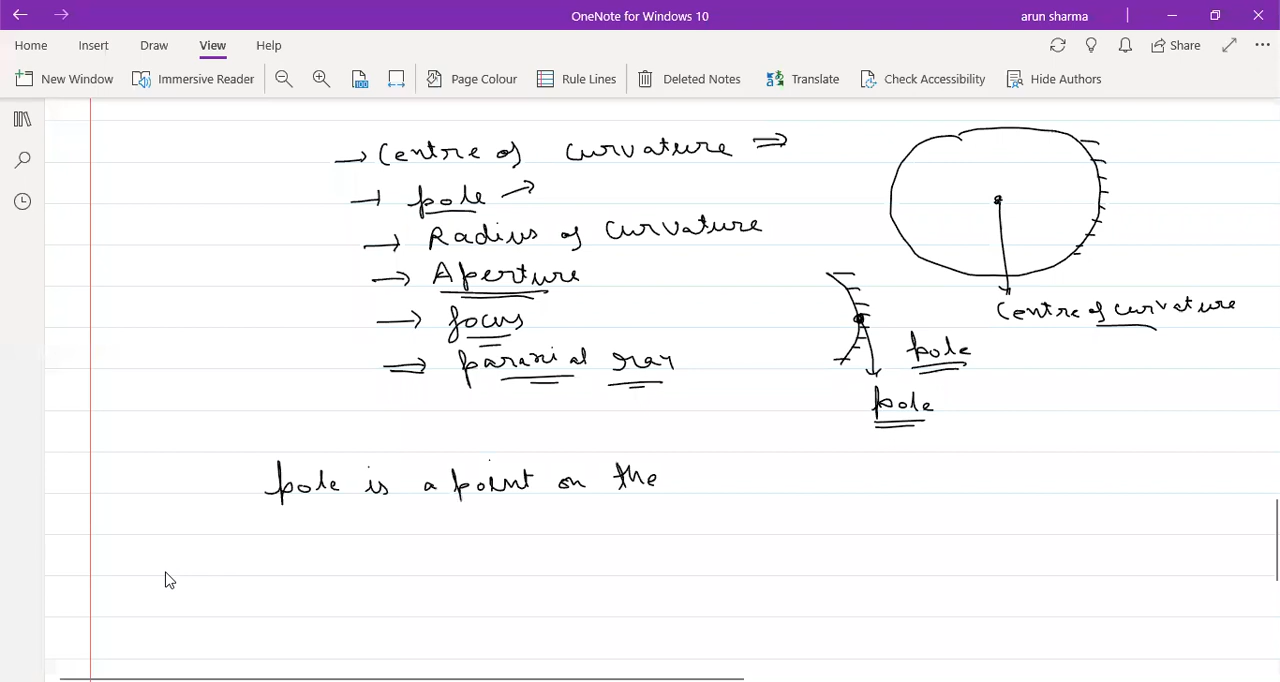 OneNote for Windows 10
arun sharma
Home Insert Draw View Help
Share
New Window Immersive Reader 100 Page Colour Rule Lines Deleted Notes Translate Check Accessibility Hide Authors
→ Centre of curvature ⇒
→ pole →
→ Radius of curvature
→ Aperture
→ focus
⇒ paraxial ray
Centre of curvature
pole
pole
pole is a point on the